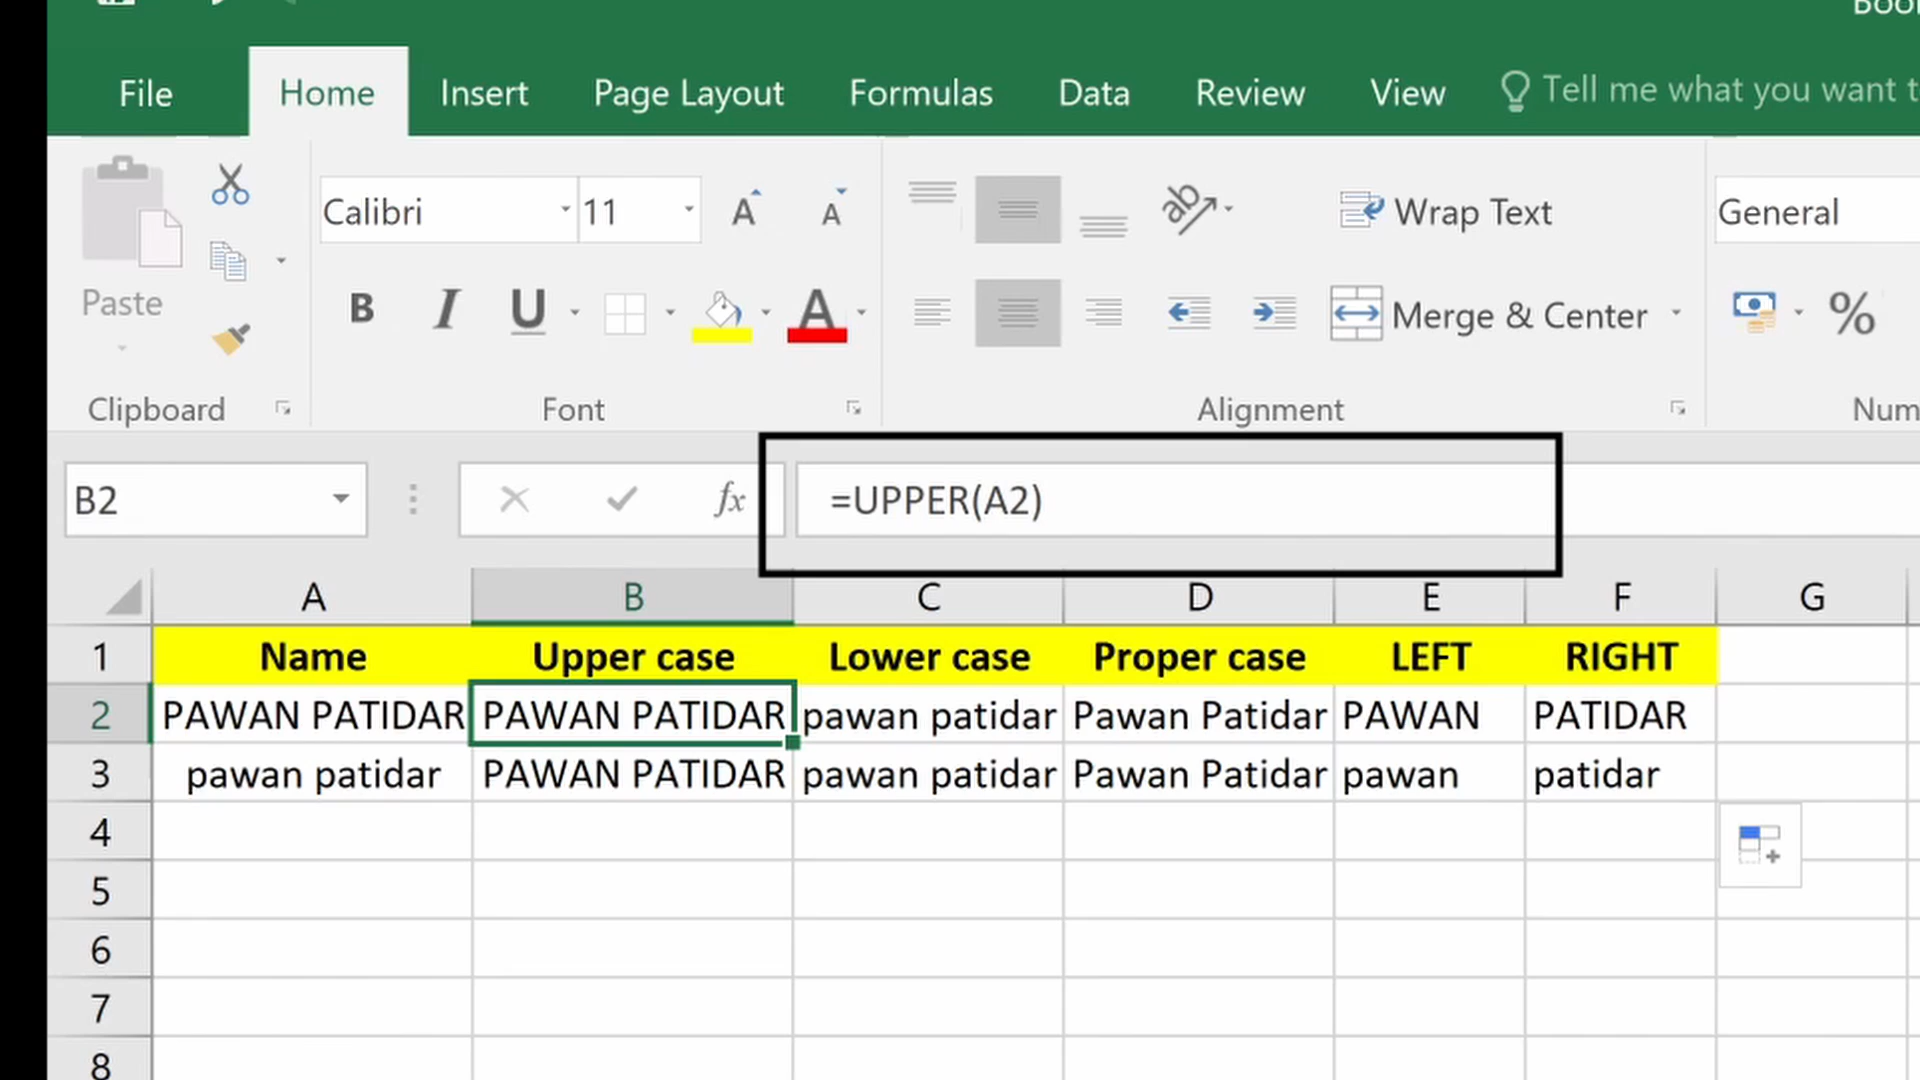 Boo
File Home Insert Page Layout Formulas Data Review View Tell me what you want t
Calibri 11 Wrap Text General
Paste B I U A Merge & Center %
Clipboard Font Alignment Num
B2 fx =UPPER(A2)
A B C D E F G
1 Name Upper case Lower case Proper case LEFT RIGHT
2 PAWAN PATIDAR PAWAN PATIDAR pawan patidar Pawan Patidar PAWAN PATIDAR
3 pawan patidar PAWAN PATIDAR pawan patidar Pawan Patidar pawan patidar
4
5
6
7
8